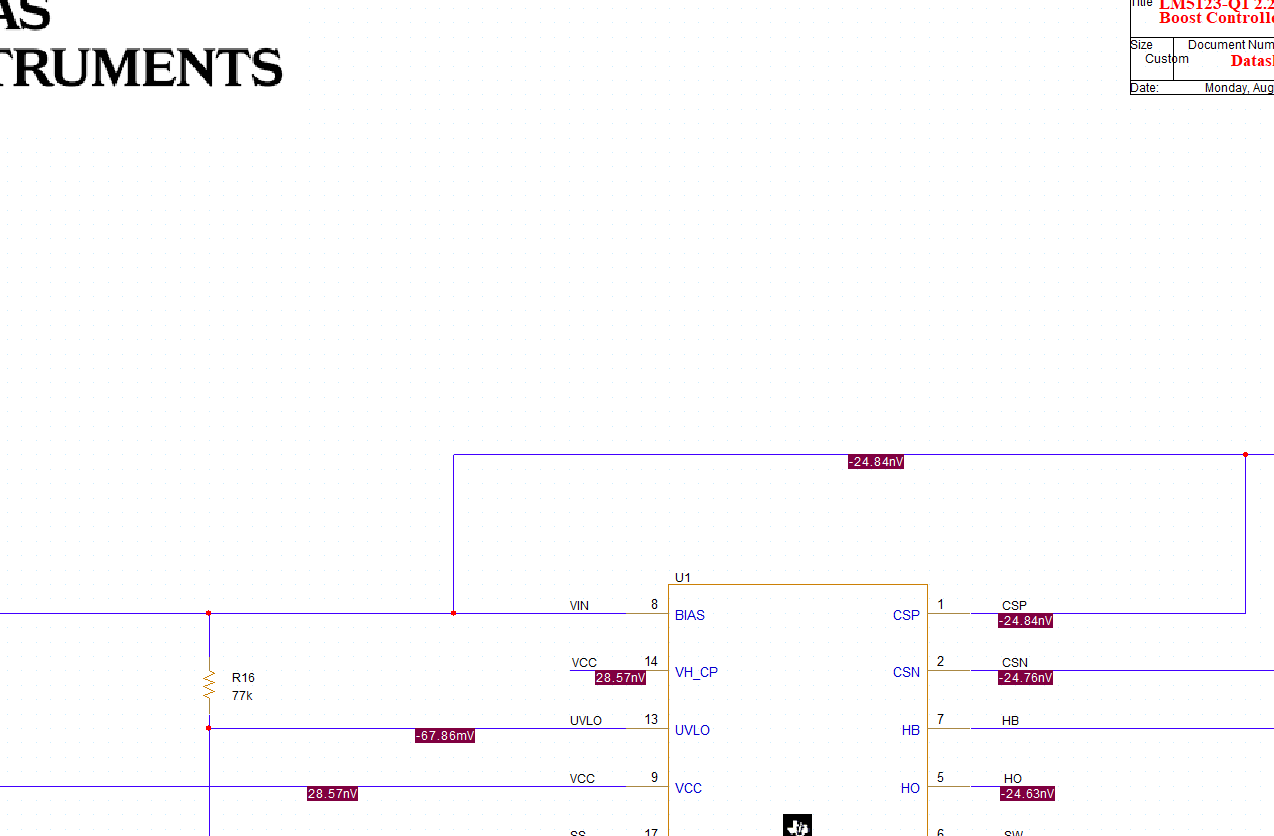 AS
TRUMENTS
Title LM5123-Q1 2.2
Boost Controlle
Size Document Num
Custom Datas
Date: Monday, Aug
-24.84nV
U1
VIN 8 BIAS CSP 1 CSP
-24.84nV
VCC 14 VH_CP CSN 2 CSN
28.57nV -24.76nV
R16
77k
UVLO 13 UVLO HB 7 HB
-67.86mV
VCC 9 VCC HO 5 HO
28.57nV -24.63nV
SS 17 6 SW